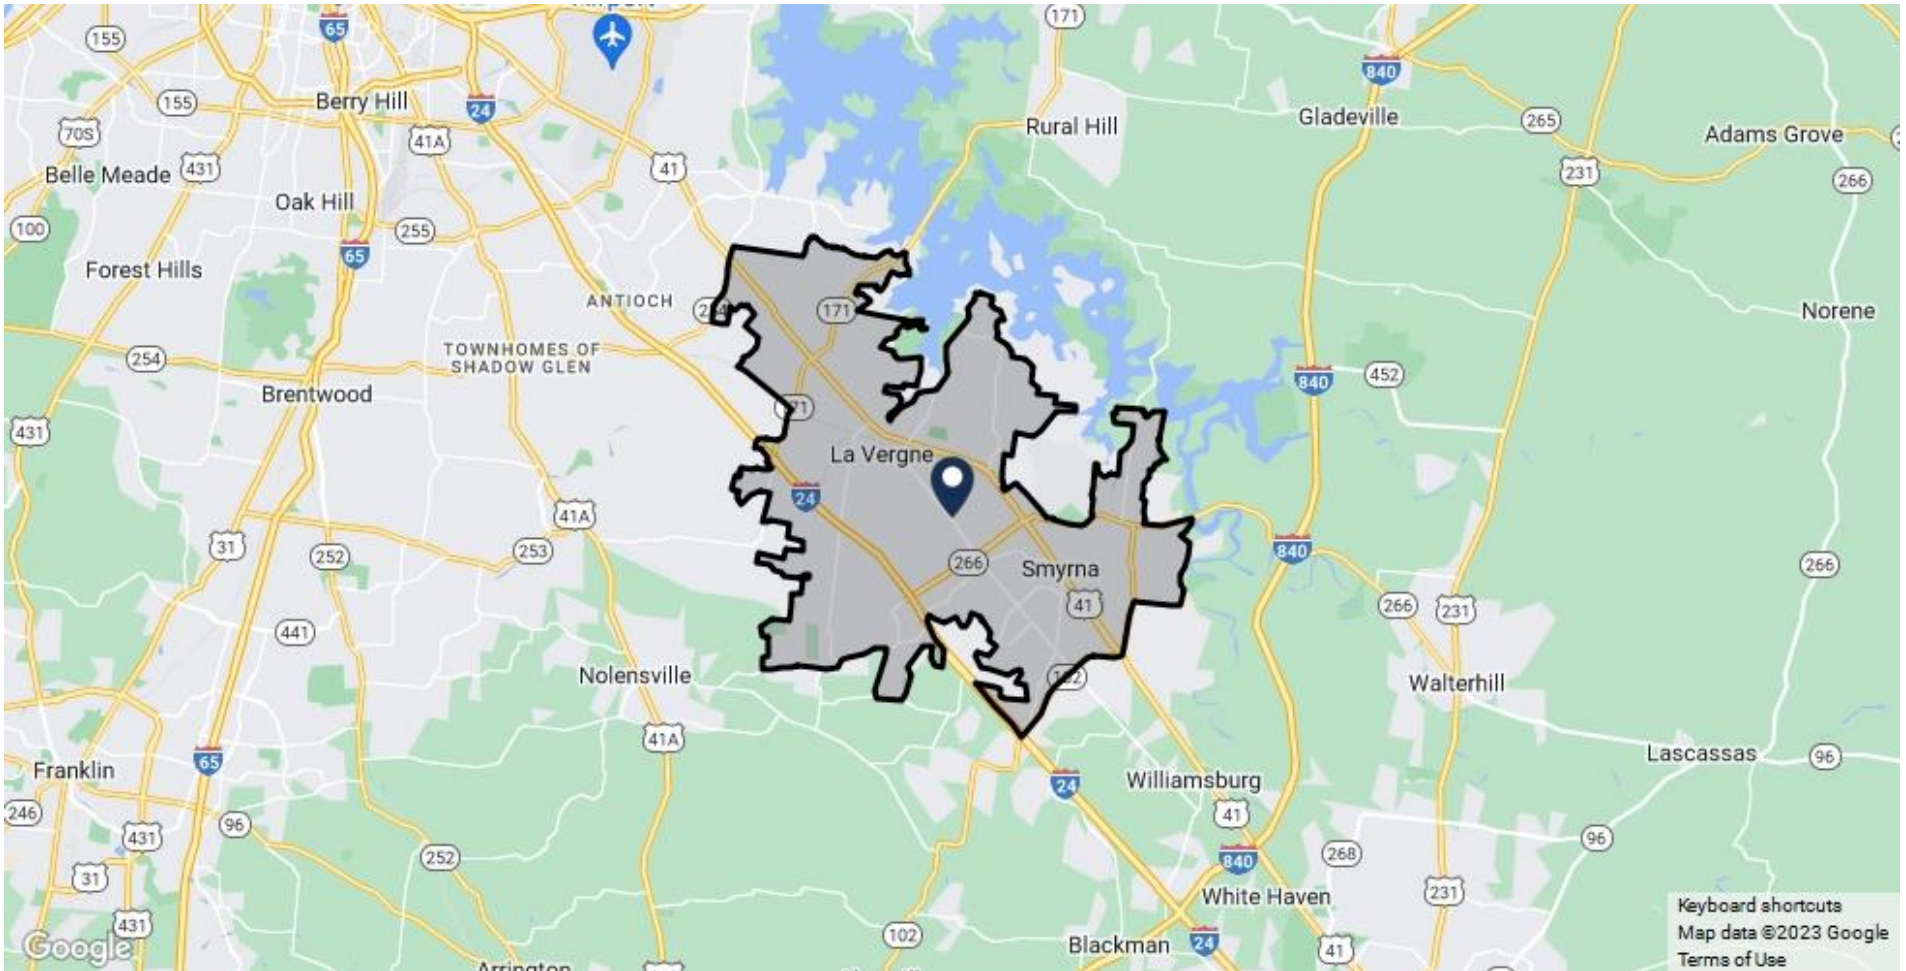 Airport
171
155
65
840
Berry Hill
155
24
Gladeville
265
Rural Hill
70S
41A
Adams Grove
41
431
Belle Meade
231
266
Oak Hill
100
255
65
Forest Hills
ANTIOCH
171
Norene
254
TOWNHOMES OF
SHADOW GLEN
840
452
Brentwood
171
431
La Vergne
24
41A
31
252
253
840
266
Smyrna
266
41
266
231
441
Nolensville
102
Walterhill
41A
Lascassas
96
65
Franklin
24
Williamsburg
246
96
41
431
96
252
840
268
31
231
White Haven
431
102
Blackman
24
41
Google
Arrington
Keyboard shortcuts
Map data ©2023 Google
Terms of Use